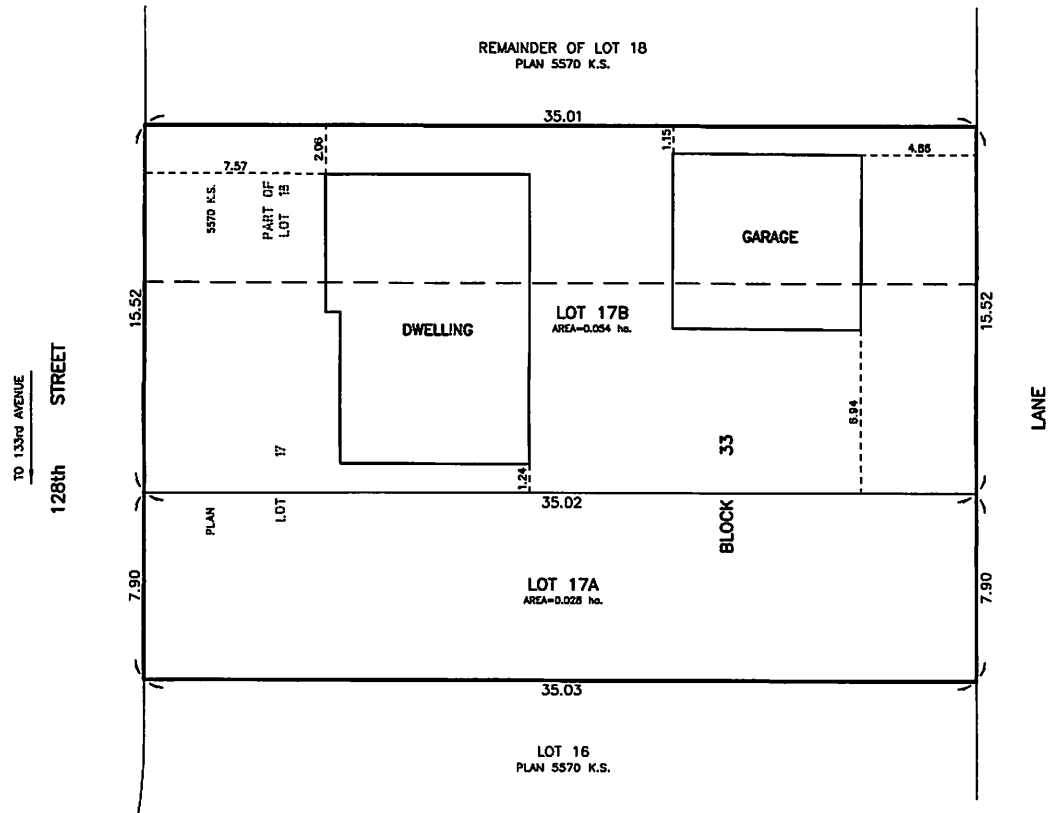 REMAINDER OF LOT 18
PLAN 5570 K.S.
35.01
2.06
1.15
4.86
7.57
5570 K.S.
PART OF
LOT 18
GARAGE
15.52
LOT 17B
AREA=0.054 ha.
15.52
DWELLING
TO 133rd AVENUE
128th STREET
LANE
6.94
33
17
1.24
35.02
PLAN
LOT
BLOCK
7.90
LOT 17A
AREA=0.028 ha.
7.90
35.03
LOT 16
PLAN 5570 K.S.